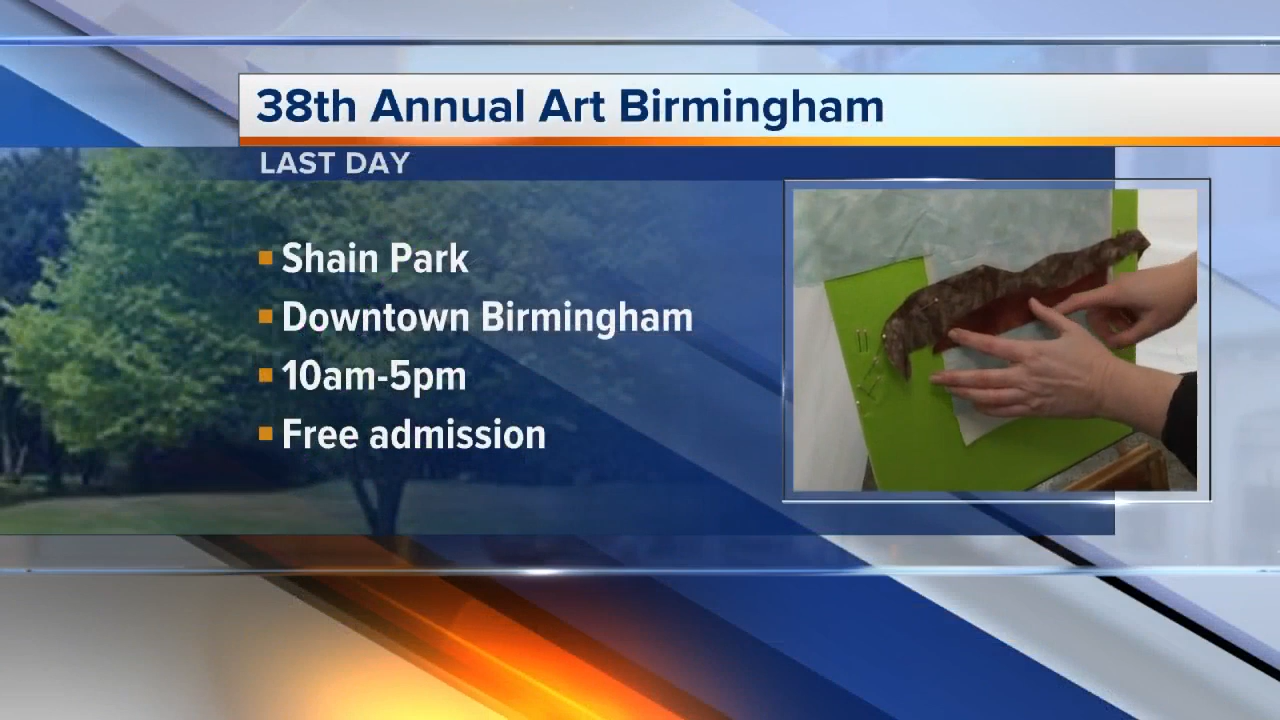 38th Annual Art Birmingham
LAST DAY
Shain Park
Downtown Birmingham
10am-5pm
Free admission